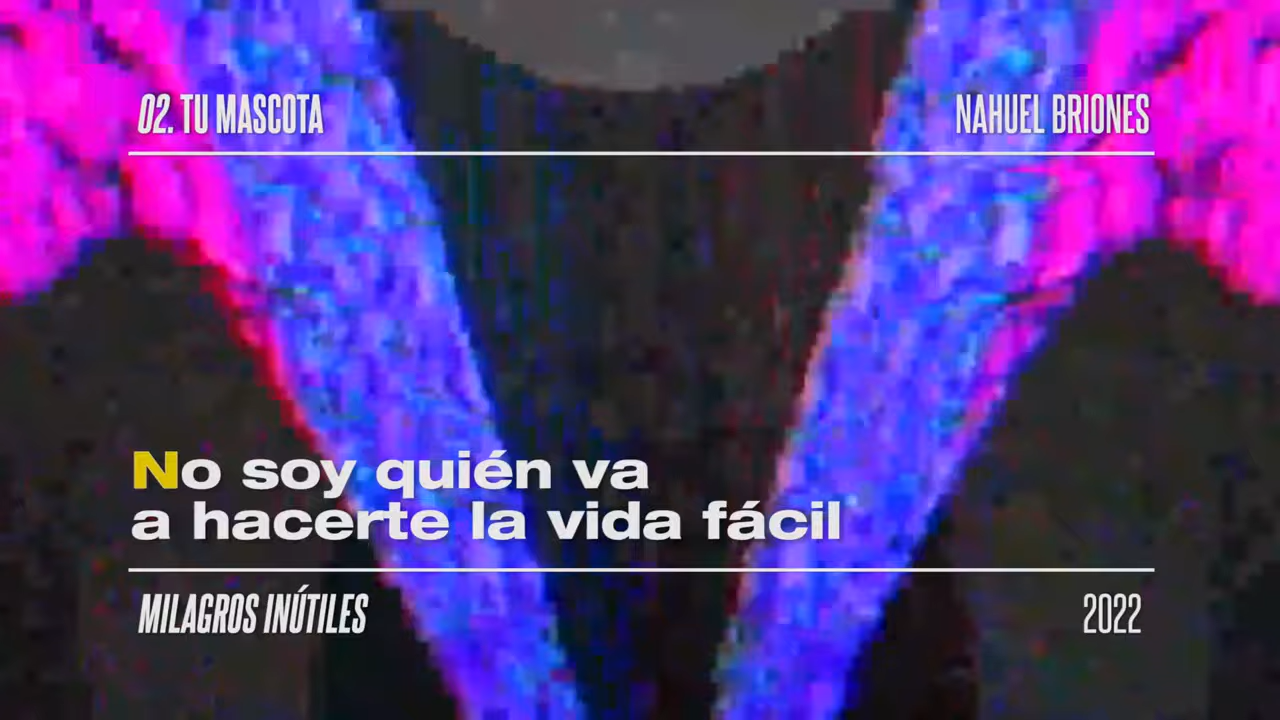 02. TU MASCOTA
NAHUEL BRIONES
No soy quién va
a hacerte la vida fácil
MILAGROS INÚTILES
2022